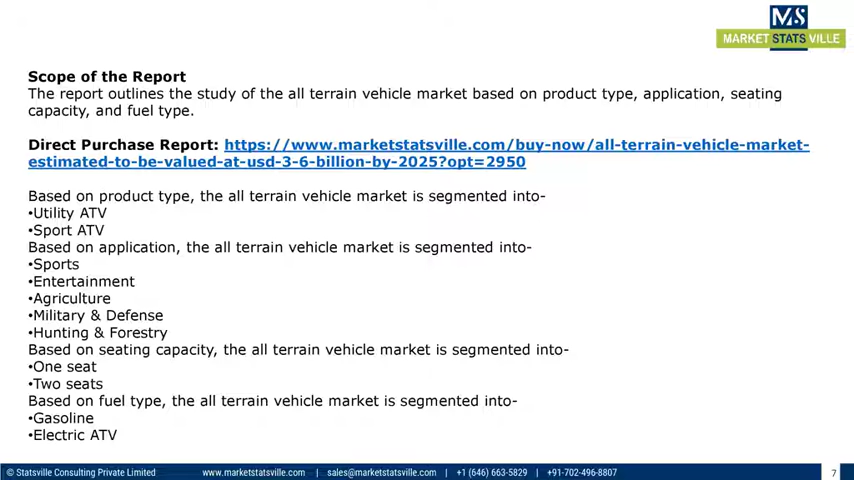 MS
MARKET STATS VILLE
Scope of the Report
The report outlines the study of the all terrain vehicle market based on product type, application, seating
capacity, and fuel type.
Direct Purchase Report: https://www.marketstatsville.com/buy-now/all-terrain-vehicle-market-
estimated-to-be-valued-at-usd-3-6-billion-by-2025?opt=2950
Based on product type, the all terrain vehicle market is segmented into-
•Utility ATV
•Sport ATV
Based on application, the all terrain vehicle market is segmented into-
•Sports
•Entertainment
•Agriculture
•Military & Defense
•Hunting & Forestry
Based on seating capacity, the all terrain vehicle market is segmented into-
•One seat
•Two seats
Based on fuel type, the all terrain vehicle market is segmented into-
•Gasoline
•Electric ATV
© Statsville Consulting Private Limited www.marketstatsville.com | sales@marketstatsville.com | +1 (646) 663-5829 | +91-702-496-8807 7